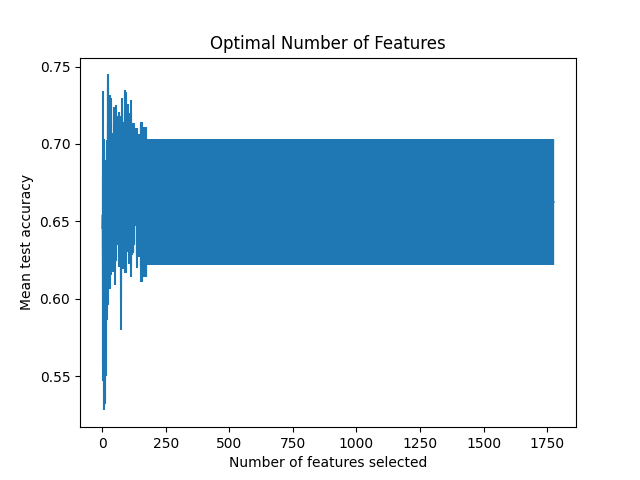 Optimal Number of Features
Mean test accuracy
0.75
0.70
0.65
0.60
0.55
0 250 500 750 1000 1250 1500 1750
Number of features selected